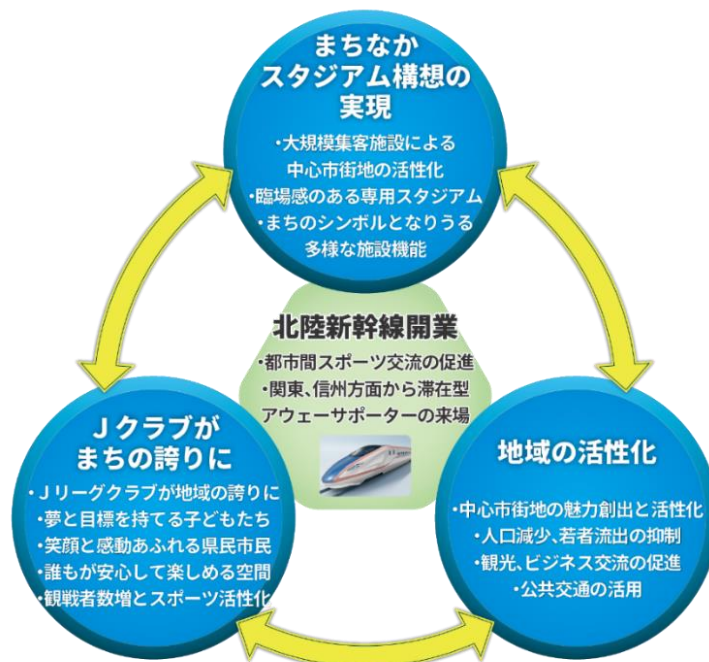 まちなか
スタジアム構想の
実現
・大規模集客施設による
中心市街地の活性化
・臨場感のある専用スタジアム
・まちのシンボルとなりうる
多様な施設機能
北陸新幹線開業
・都市間スポーツ交流の促進
・関東、信州方面から滞在型
アウェーサポーターの来場
Ｊクラブが
まちの誇りに
・Ｊリーグクラブが地域の誇りに
・夢と目標を持てる子どもたち
・笑顔と感動あふれる県民市民
・誰もが安心して楽しめる空間
・観戦者数増とスポーツ活性化
地域の活性化
・中心市街地の魅力創出と活性化
・人口減少、若者流出の抑制
・観光、ビジネス交流の促進
・公共交通の活用